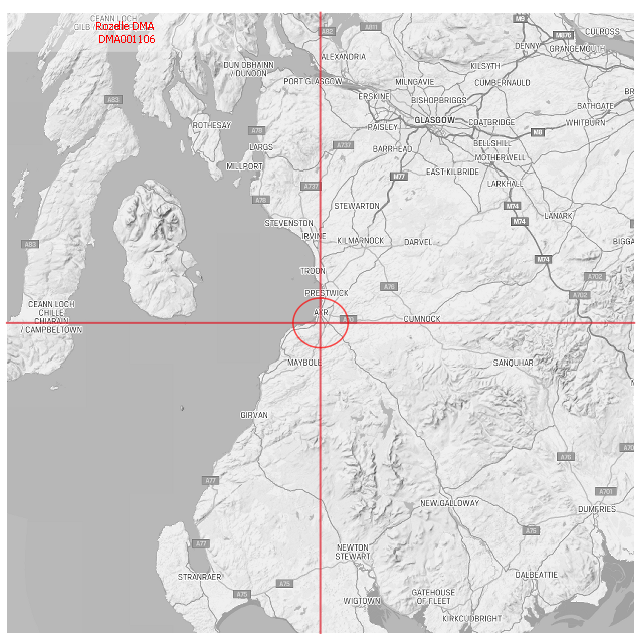 CEANN LOCH
GILB
Rozelle DMA
DMA001106
A82
A811
M9
CULROSS
M876
DENNY
GRANGEMOUTH
ALEXANDRIA
DUN OBHAINN
/ DUNOON
KILSYTH
PORT GLASGOW
MILNGAVIE
CUMBERNAULD
A83
ERSKINE
BISHOPBRIGGS
BATHGATE
ROTHESAY
A78
PAISLEY
GLASGOW
COATBRIDGE
WHITBURN
M8
LARGS
A737
BARRHEAD
BELLSHILL
MOTHERWELL
MILLPORT
M77
EAST KILBRIDE
LARKHALL
A737
A78
STEWARTON
M74
LANARK
M74
STEVENSTON
IRVINE
KILMARNOCK
DARVEL
BIGGA
A83
M74
TROON
A702
A76
PRESTWICK
A702
CEANN LOCH
CHILLE
CHIARAIN
/ CAMPBELTOWN
AYR
CUMNOCK
MAYBOLE
SANQUHAR
GIRVAN
A76
A77
A701
NEW GALLOWAY
DUMFRIES
A75
A77
NEWTON
STEWART
STRANRAER
DALBEATTIE
A75
A75
WIGTOWN
GATEHOUSE
OF FLEET
KIRKCUDBRIGHT